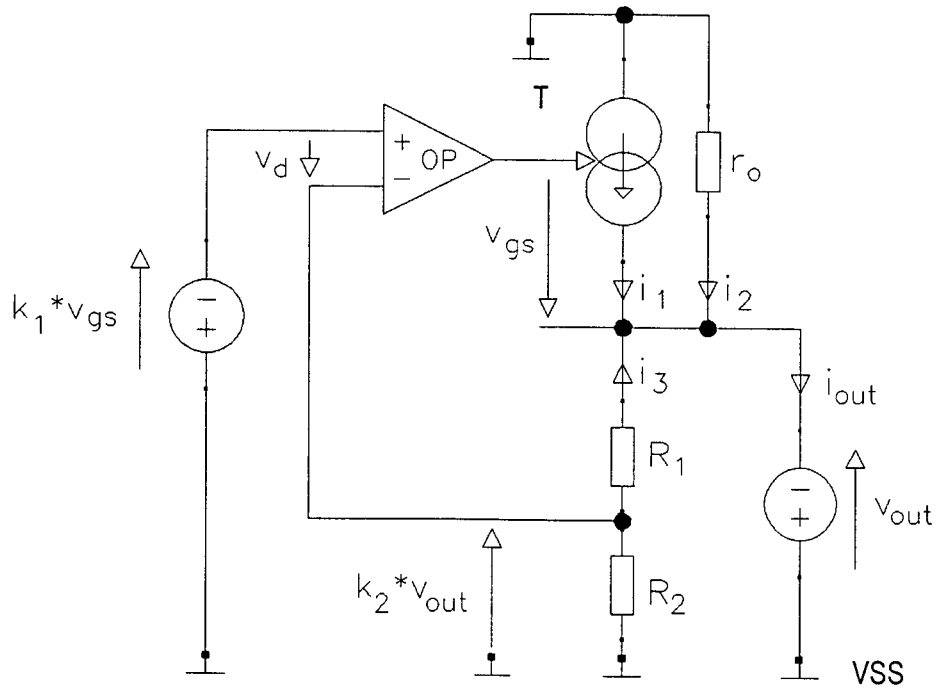 T
+
OP
−
v_d
r_o
v_gs
i_1
i_2
k_1*v_gs
−
+
i_3
i_out
R_1
−
+
v_out
k_2*v_out
R_2
VSS